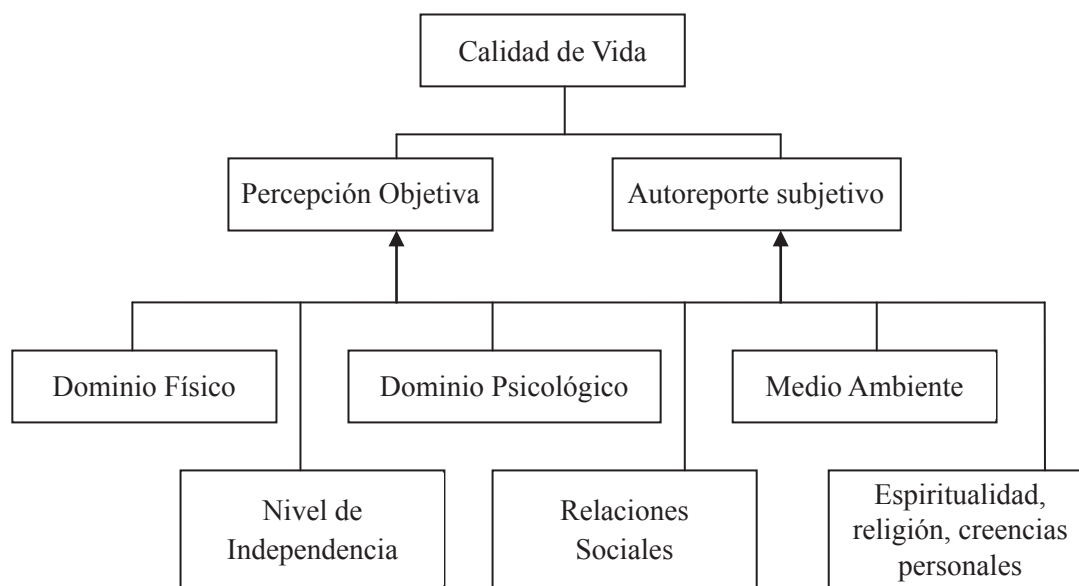 Calidad de Vida
Percepción Objetiva
Autoreporte subjetivo
Dominio Físico
Dominio Psicológico
Medio Ambiente
Nivel de
Independencia
Relaciones
Sociales
Espiritualidad,
religión, creencias
personales